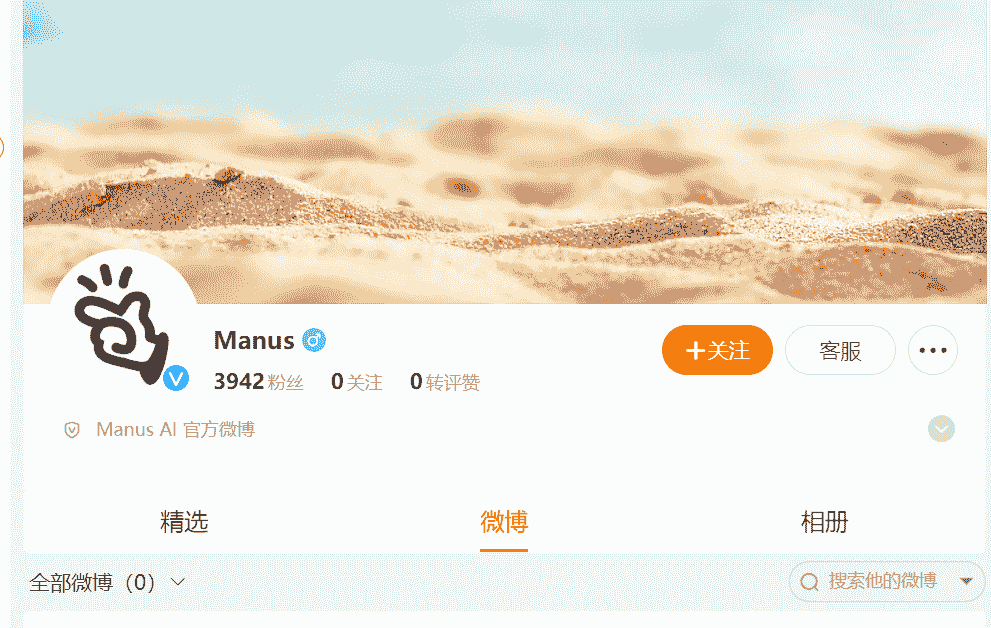 Manus
3942粉丝 0关注 0转评赞
+关注
客服
Manus AI 官方微博
精选 微博 相册
全部微博（0）
搜索他的微博